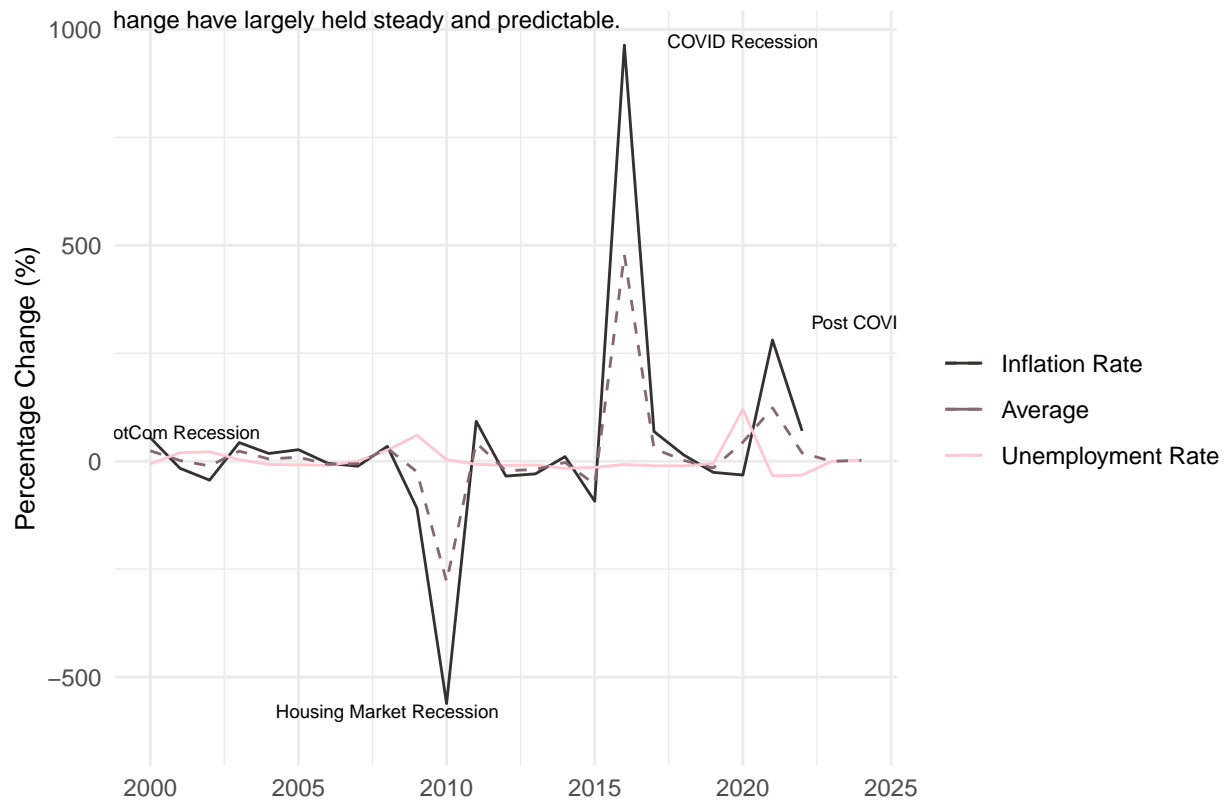 hange have largely held steady and predictable.
1000
COVID Recession
500
Post COVI
otCom Recession
0
−500
Housing Market Recession
2000 2005 2010 2015 2020 2025
Percentage Change (%)
Inflation Rate
Average
Unemployment Rate